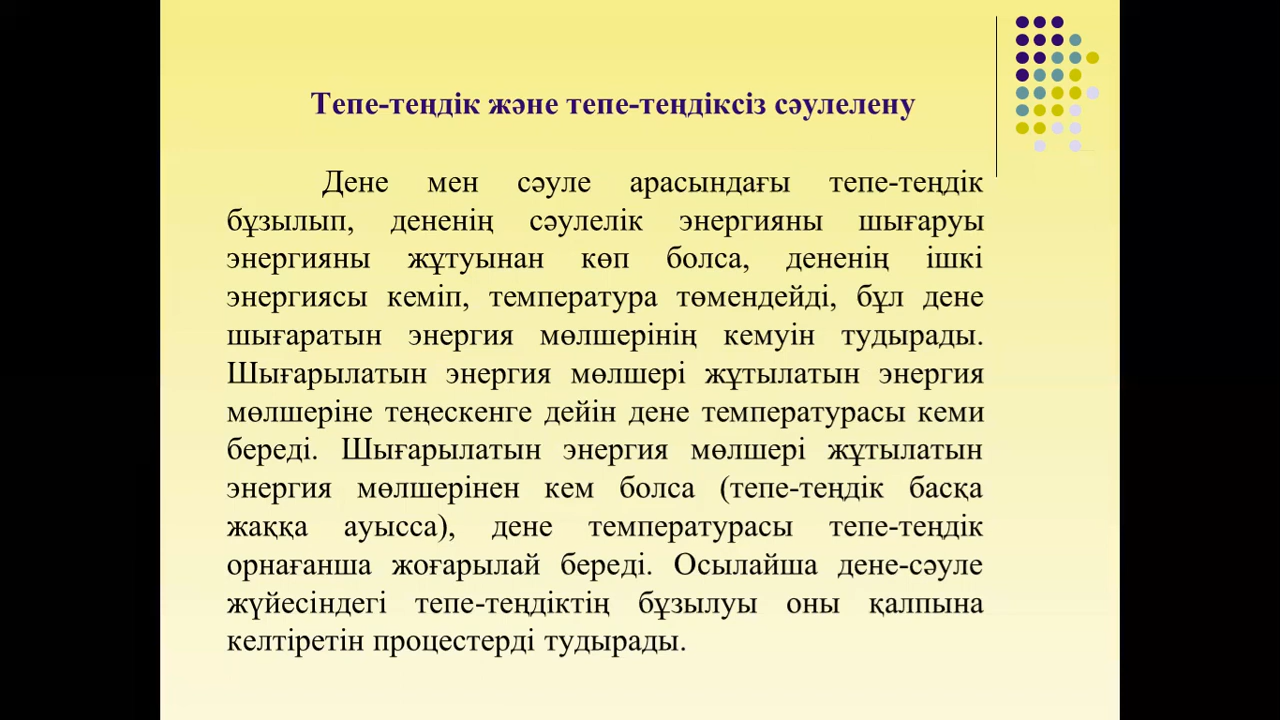 Тепе-теңдік және тепе-теңдіксіз сәулелену
Дене мен сәуле арасындағы тепе-теңдік
бұзылып, дененің сәулелік энергияны шығаруы
энергияны жұтуынан көп болса, дененің ішкі
энергиясы кеміп, температура төмендейді, бұл дене
шығаратын энергия мөлшерінің кемуін тудырады.
Шығарылатын энергия мөлшері жұтылатын энергия
мөлшеріне теңескенге дейін дене температурасы кеми
береді. Шығарылатын энергия мөлшері жұтылатын
энергия мөлшерінен кем болса (тепе-теңдік басқа
жаққа ауысса), дене температурасы тепе-теңдік
орнағанша жоғарылай береді. Осылайша дене-сәуле
жүйесіндегі тепе-теңдіктің бұзылуы оны қалпына
келтіретін процестерді тудырады.